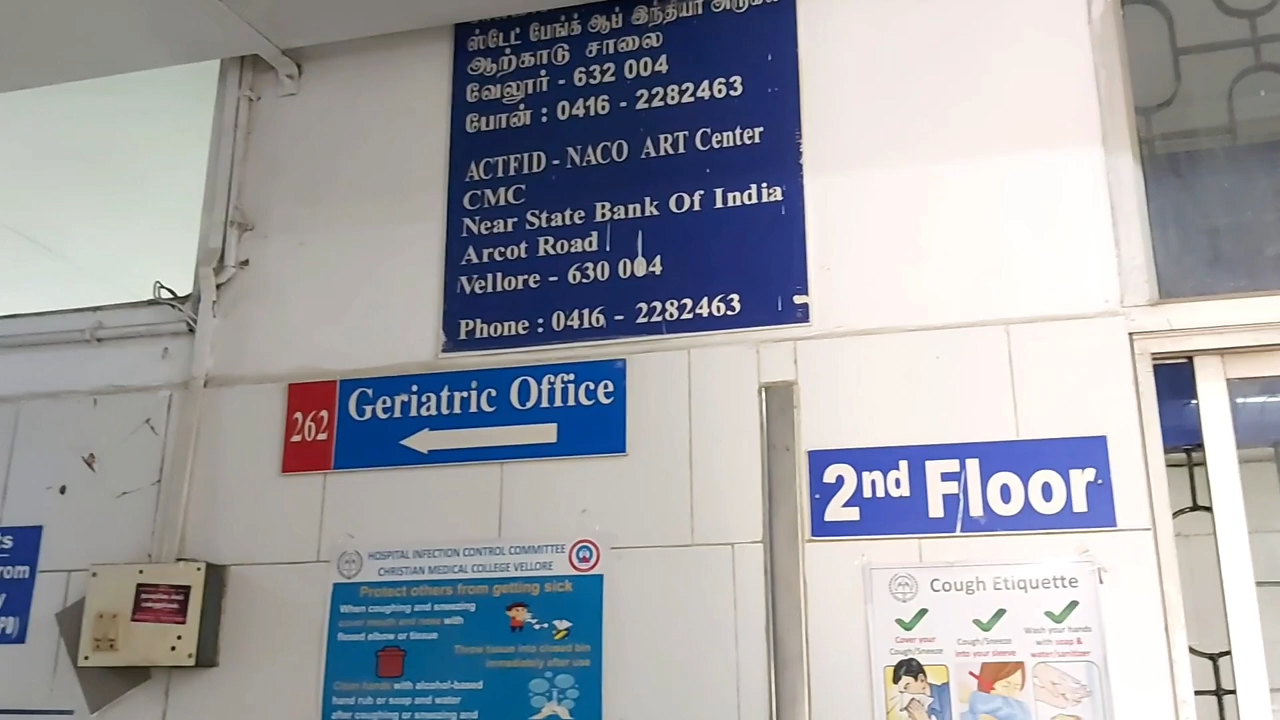 ஸ்டேட் பேங்க் ஆப் இந்தியா அருகில்
ஆற்காடு சாலை
வேலூர் - 632 004
போன் : 0416 - 2282463
ACTFID - NACO ART Center
CMC
Near State Bank Of India
Arcot Road
Vellore - 630 004
Phone : 0416 - 2282463
262
Geriatric Office
2nd Floor
HOSPITAL INFECTION CONTROL COMMITTEE
CHRISTIAN MEDICAL COLLEGE VELLORE
Protect others from getting sick
When coughing and sneezing
cover mouth and nose with
flexed elbow or tissue
Throw tissue into closed bin
immediately after use
Clean hands with alcohol-based
hand rub or soap and water
after coughing or sneezing and
Cough Etiquette
Cover your
Cough/Sneeze
Cough/Sneeze
into your sleeve
Wash your hands
with soap &
water/sanitizer